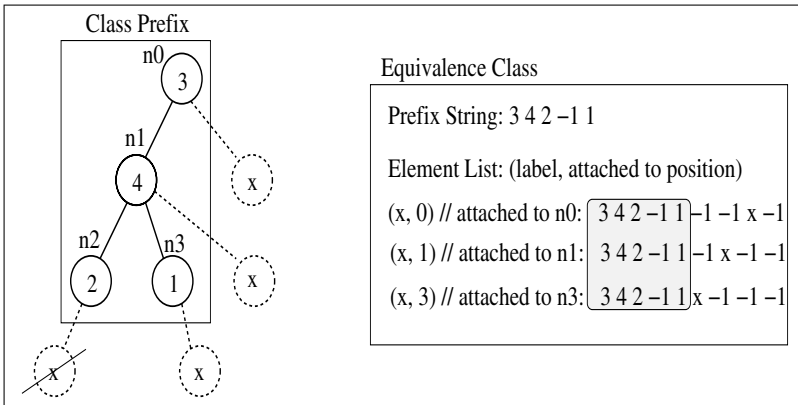 Class Prefix
n0
3
n1
4
x
n2
n3
2
1
x
x
x
Equivalence Class
Prefix String: 3 4 2 −1 1
Element List: (label, attached to position)
(x, 0) // attached to n0: 3 4 2 −1 1 −1 −1 x −1
(x, 1) // attached to n1: 3 4 2 −1 1 −1 x −1 −1
(x, 3) // attached to n3: 3 4 2 −1 1 x −1 −1 −1